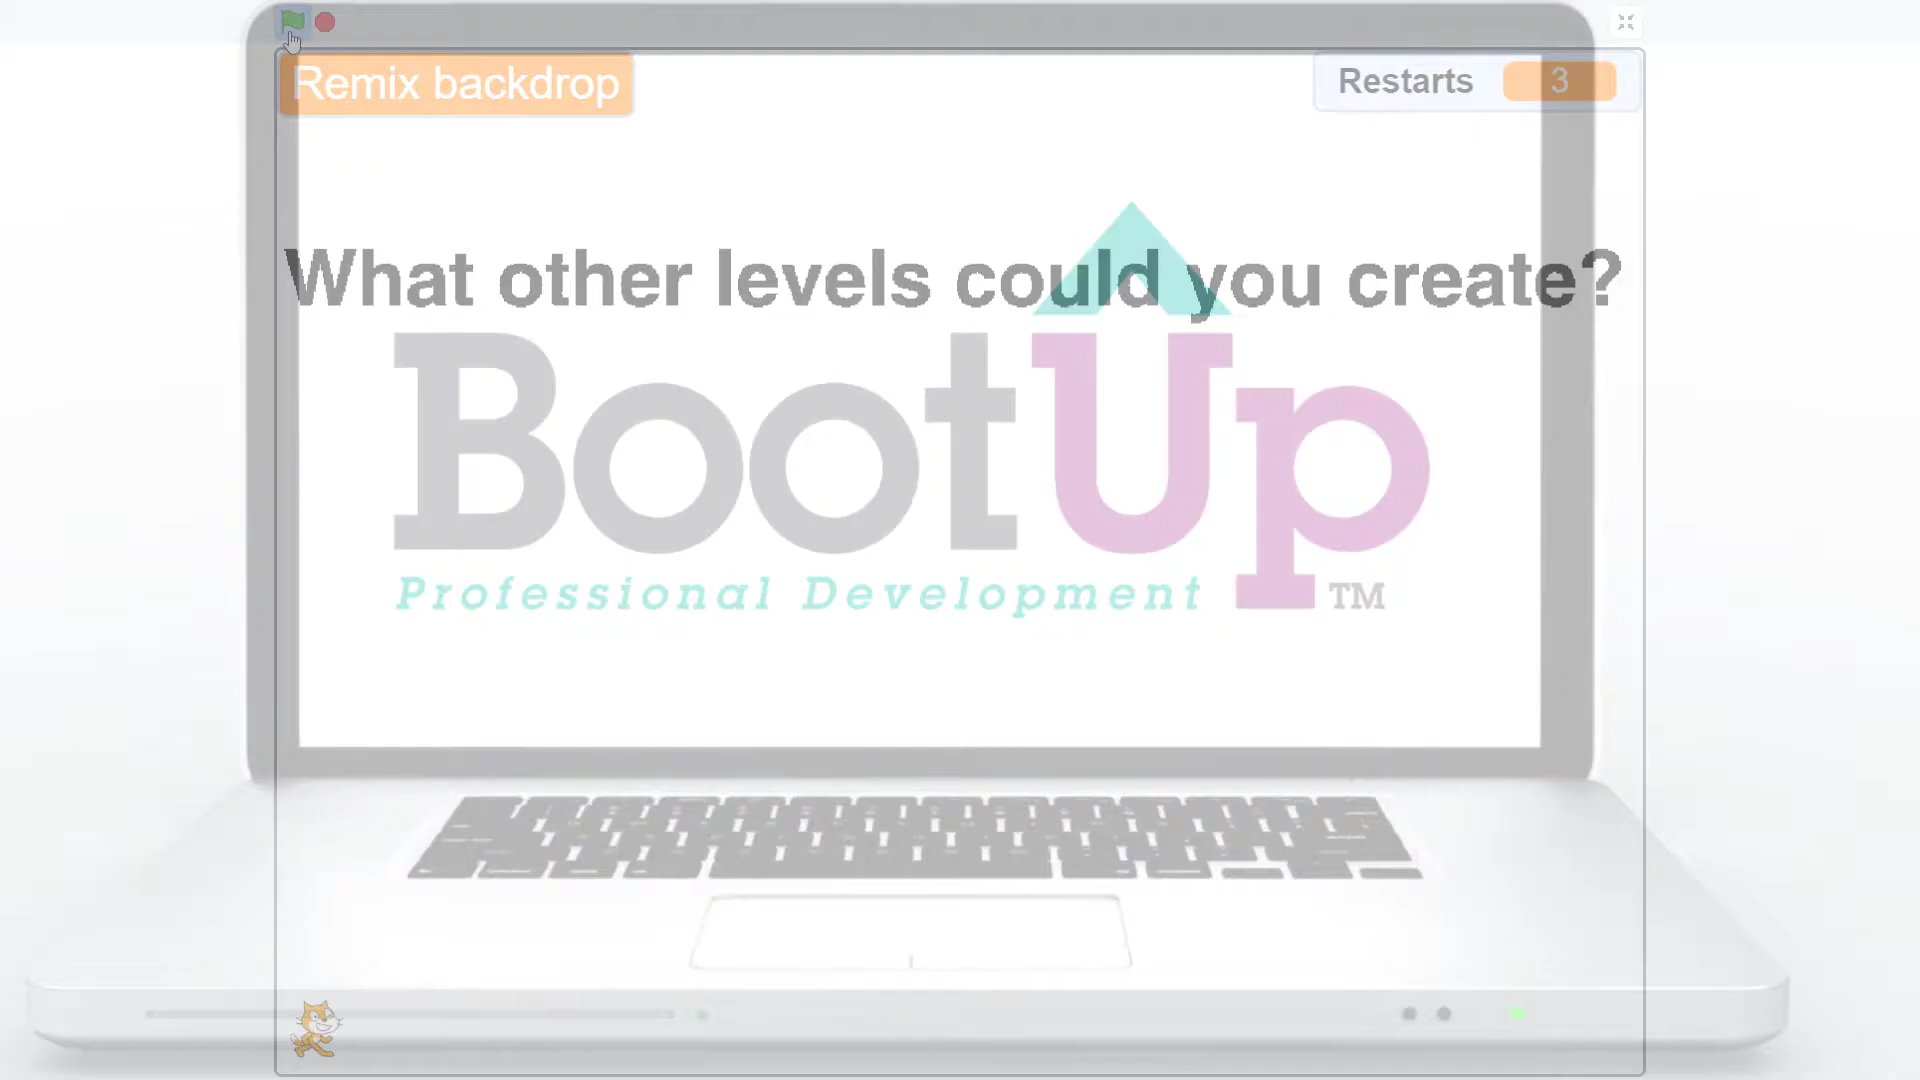 Remix backdrop
Restarts 3
What other levels could you create?
BootUp
Professional Development TM